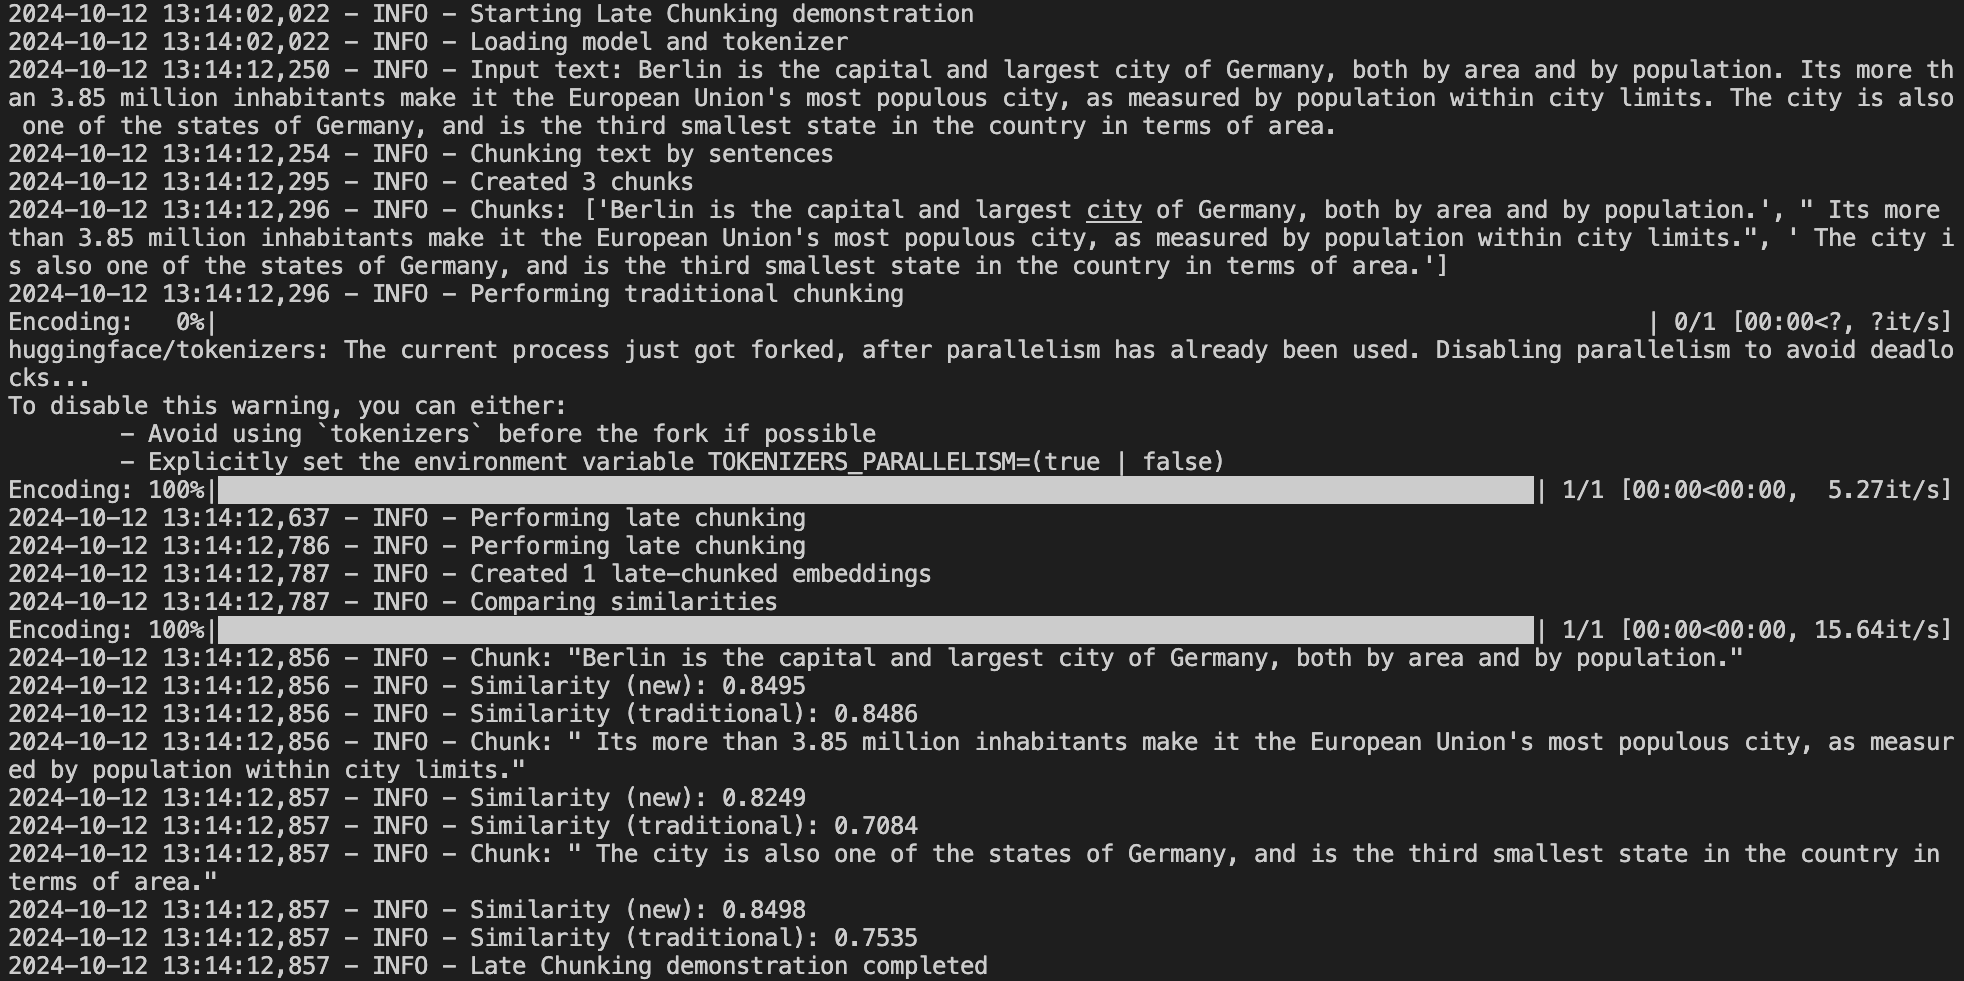 2024-10-12 13:14:02,022 - INFO - Starting Late Chunking demonstration
2024-10-12 13:14:02,022 - INFO - Loading model and tokenizer
2024-10-12 13:14:12,250 - INFO - Input text: Berlin is the capital and largest city of Germany, both by area and by population. Its more th
an 3.85 million inhabitants make it the European Union's most populous city, as measured by population within city limits. The city is also
 one of the states of Germany, and is the third smallest state in the country in terms of area.
2024-10-12 13:14:12,254 - INFO - Chunking text by sentences
2024-10-12 13:14:12,295 - INFO - Created 3 chunks
2024-10-12 13:14:12,296 - INFO - Chunks: ['Berlin is the capital and largest city of Germany, both by area and by population.', " Its more
than 3.85 million inhabitants make it the European Union's most populous city, as measured by population within city limits.", ' The city i
s also one of the states of Germany, and is the third smallest state in the country in terms of area.']
2024-10-12 13:14:12,296 - INFO - Performing traditional chunking
Encoding:   0%|                                                                                                      | 0/1 [00:00<?, ?it/s]
huggingface/tokenizers: The current process just got forked, after parallelism has already been used. Disabling parallelism to avoid deadlo
cks...
To disable this warning, you can either:
        - Avoid using `tokenizers` before the fork if possible
        - Explicitly set the environment variable TOKENIZERS_PARALLELISM=(true | false)
Encoding: 100%|██████████████████████████████████████████████████████████████████████████████████████████████| 1/1 [00:00<00:00,  5.27it/s]
2024-10-12 13:14:12,637 - INFO - Performing late chunking
2024-10-12 13:14:12,786 - INFO - Performing late chunking
2024-10-12 13:14:12,787 - INFO - Created 1 late-chunked embeddings
2024-10-12 13:14:12,787 - INFO - Comparing similarities
Encoding: 100%|██████████████████████████████████████████████████████████████████████████████████████████████| 1/1 [00:00<00:00, 15.64it/s]
2024-10-12 13:14:12,856 - INFO - Chunk: "Berlin is the capital and largest city of Germany, both by area and by population."
2024-10-12 13:14:12,856 - INFO - Similarity (new): 0.8495
2024-10-12 13:14:12,856 - INFO - Similarity (traditional): 0.8486
2024-10-12 13:14:12,856 - INFO - Chunk: " Its more than 3.85 million inhabitants make it the European Union's most populous city, as measur
ed by population within city limits."
2024-10-12 13:14:12,857 - INFO - Similarity (new): 0.8249
2024-10-12 13:14:12,857 - INFO - Similarity (traditional): 0.7084
2024-10-12 13:14:12,857 - INFO - Chunk: " The city is also one of the states of Germany, and is the third smallest state in the country in
terms of area."
2024-10-12 13:14:12,857 - INFO - Similarity (new): 0.8498
2024-10-12 13:14:12,857 - INFO - Similarity (traditional): 0.7535
2024-10-12 13:14:12,857 - INFO - Late Chunking demonstration completed